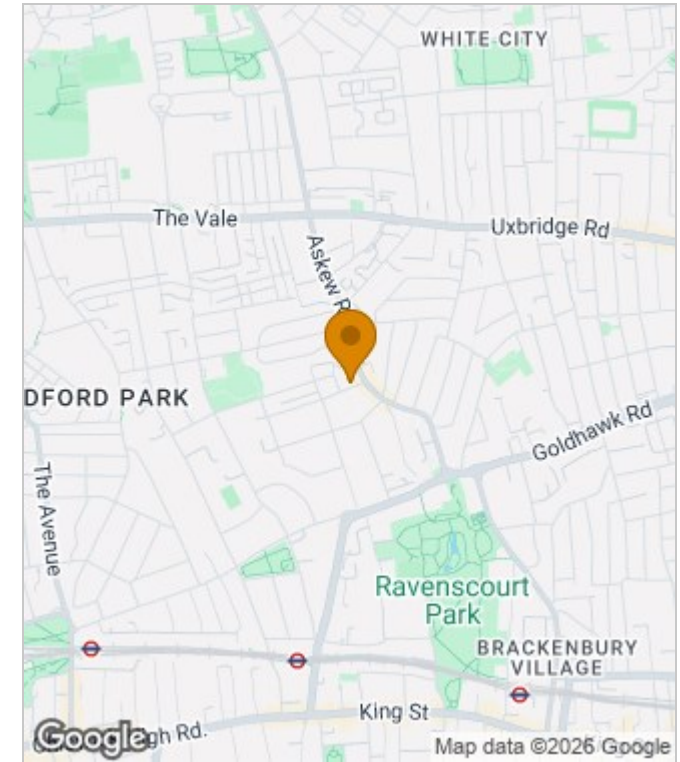 WHITE CITY
The Vale
Uxbridge Rd
Askew R
DFORD PARK
Goldhawk Rd
The Avenue
Ravenscourt
Park
BRACKENBURY
VILLAGE
King St
gh Rd.
Google
Map data ©2026 Google